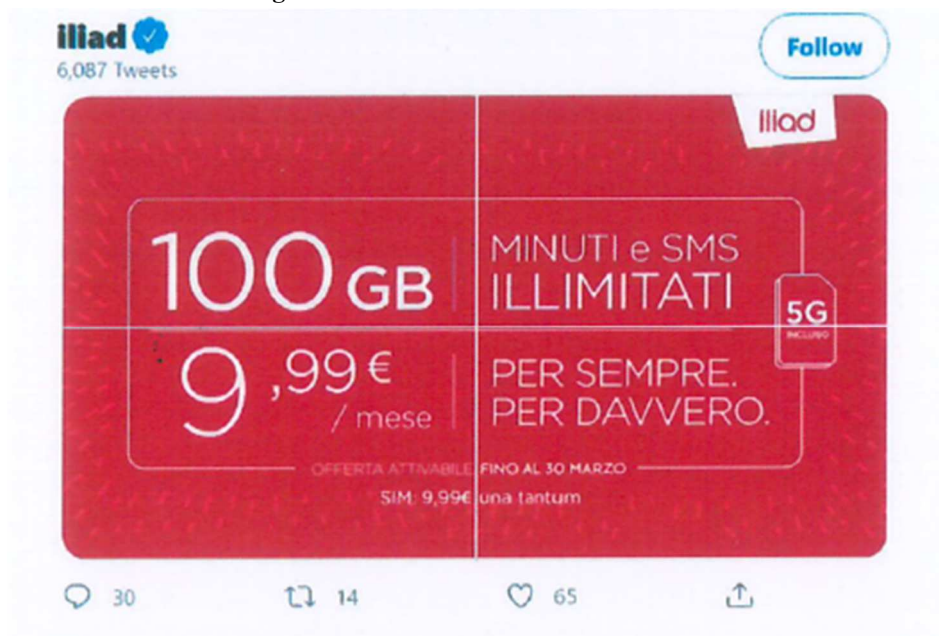 iliad
6,087 Tweets
Follow
iliad
100 GB
MINUTI e SMS
ILLIMITATI
5G
INCLUSO
9,99€
/ mese
PER SEMPRE.
PER DAVVERO.
OFFERTA ATTIVABILE FINO AL 30 MARZO
SIM: 9,99€ una tantum
30
14
65